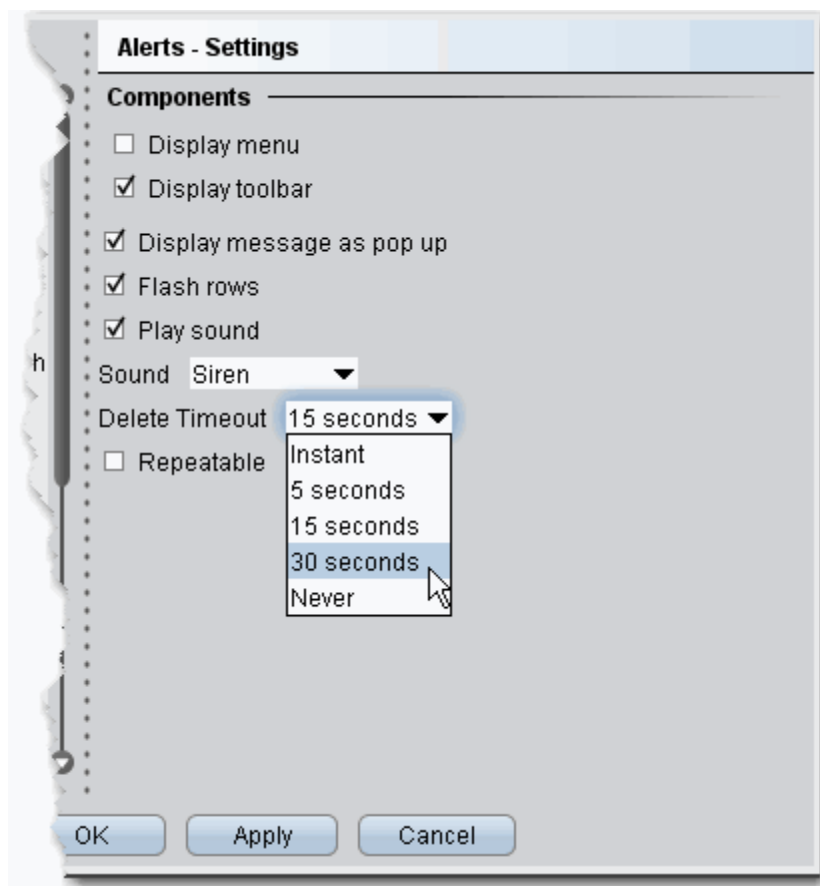 Alerts - Settings
Components
Display menu
Display toolbar
Display message as pop up
Flash rows
Play sound
h
Sound Siren
Delete Timeout 15 seconds
Repeatable
Instant
5 seconds
15 seconds
30 seconds
Never
OK Apply Cancel